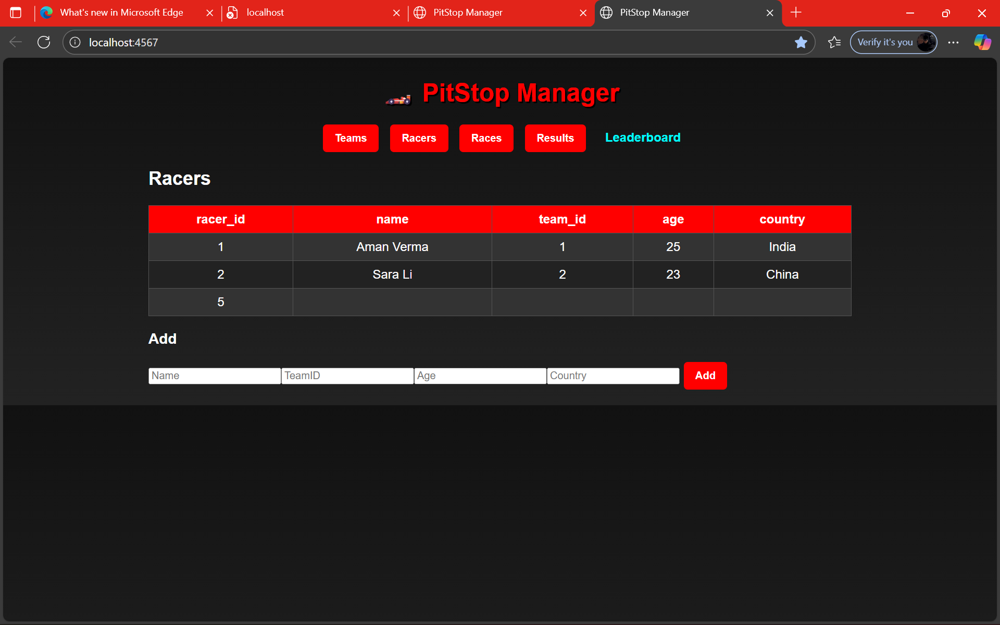 What's new in Microsoft Edge
localhost
PitStop Manager
PitStop Manager
localhost:4567
Verify it's you
PitStop Manager
Teams Racers Races Results Leaderboard
Racers
racer_id name team_id age country
1 Aman Verma 1 25 India
2 Sara Li 2 23 China
5
Add
Name TeamID Age Country Add